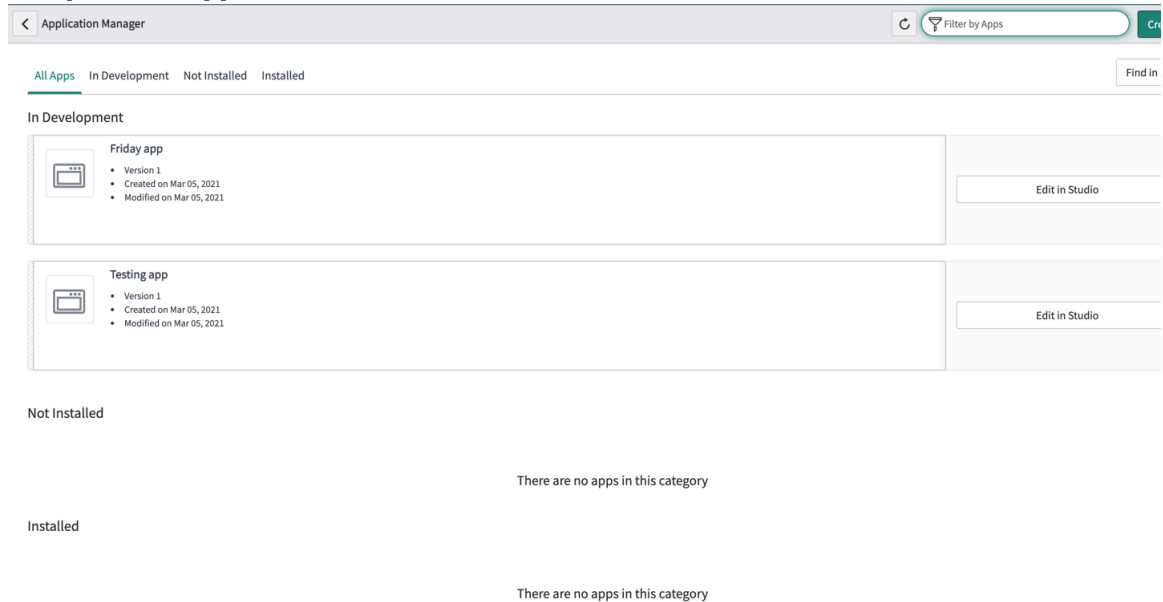 Application Manager
Filter by Apps
All Apps In Development Not Installed Installed
Find in
In Development
Friday app
Version 1
Created on Mar 05, 2021
Modified on Mar 05, 2021
Edit in Studio
Testing app
Version 1
Created on Mar 05, 2021
Modified on Mar 05, 2021
Edit in Studio
Not Installed
There are no apps in this category
Installed
There are no apps in this category